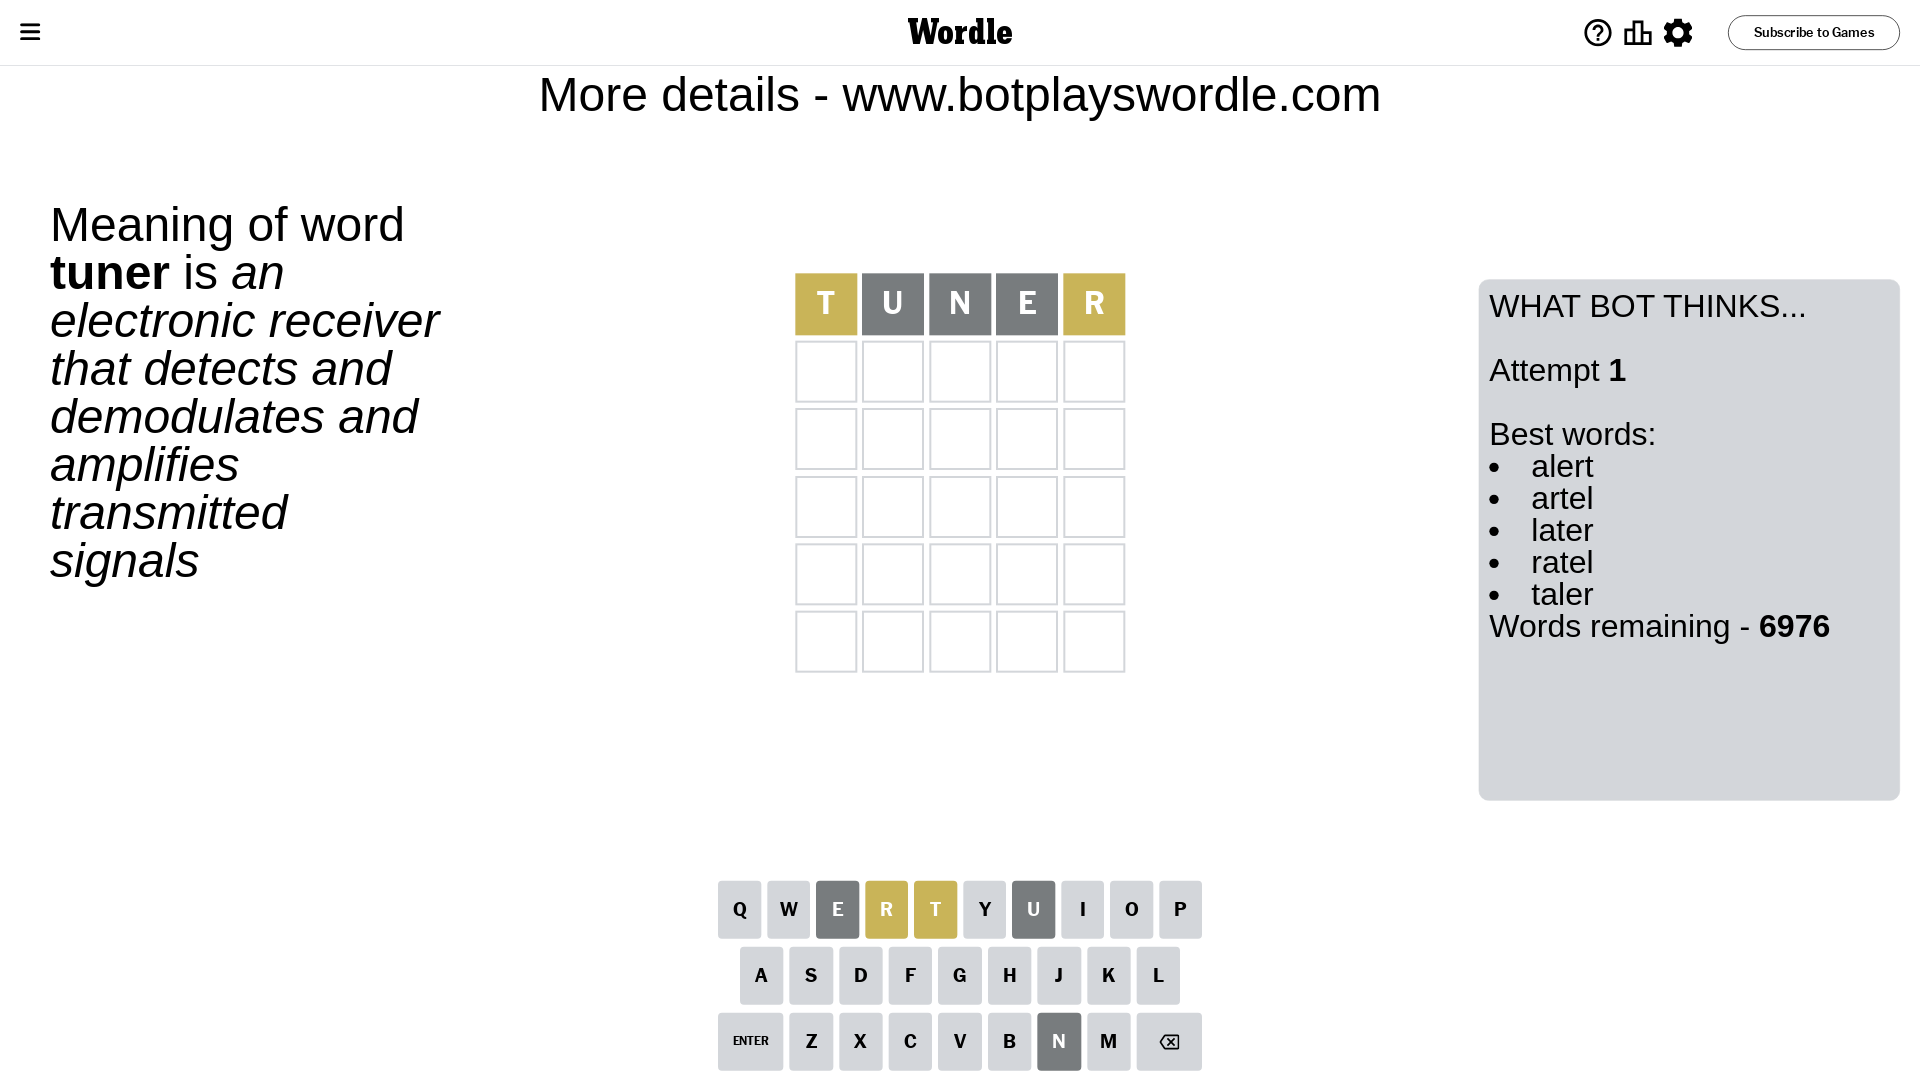 Wordle
Subscribe to Games
More details - www.botplayswordle.com
Meaning of word
tuner is an
electronic receiver
that detects and
demodulates and
amplifies
transmitted
signals
T U N E R
WHAT BOT THINKS...
Attempt 1
Best words:
• alert
• artel
• later
• ratel
• taler
Words remaining - 6976
Q W E R T Y U I O P
A S D F G H J K L
ENTER Z X C V B N M